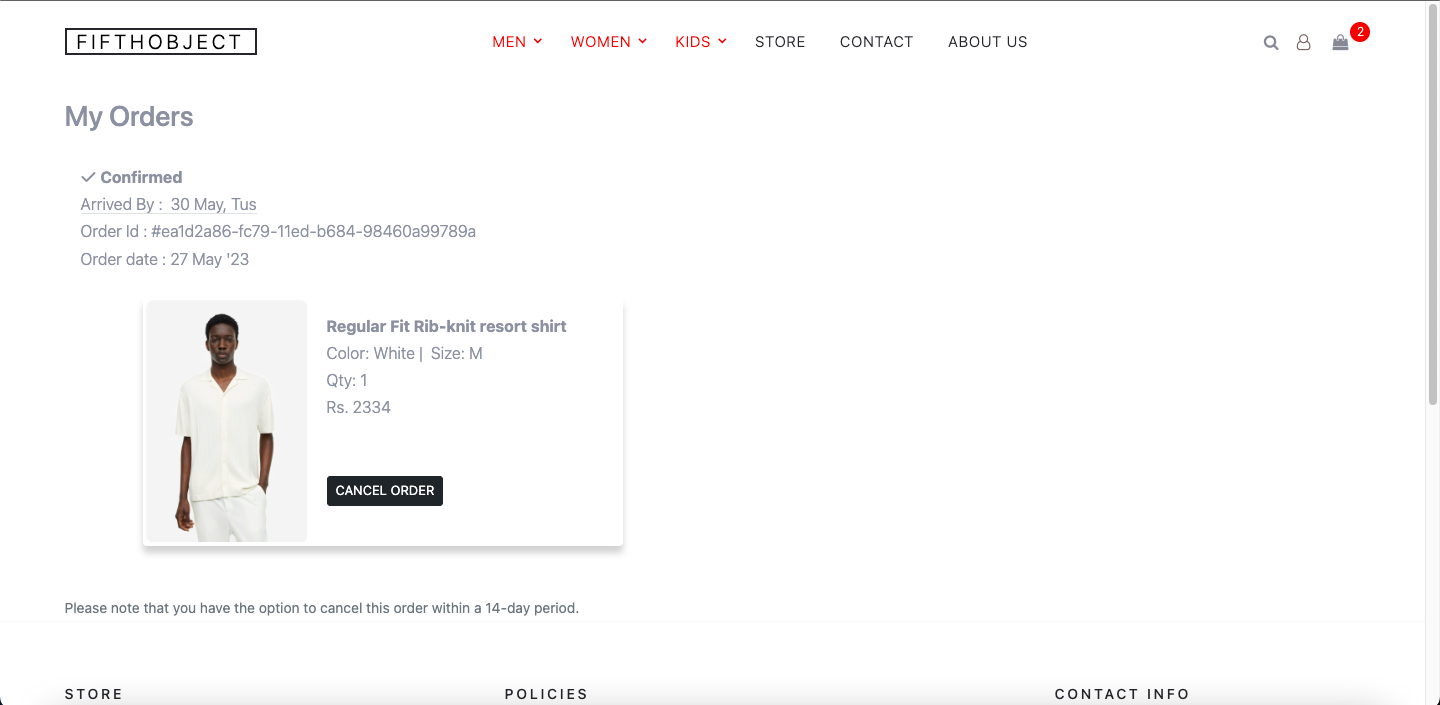 FIFTHOBJECT
MEN WOMEN KIDS STORE CONTACT ABOUT US
2
My Orders
Confirmed
Arrived By : 30 May, Tus
Order Id : #ea1d2a86-fc79-11ed-b684-98460a99789a
Order date : 27 May '23
Regular Fit Rib-knit resort shirt
Color: White | Size: M
Qty: 1
Rs. 2334
CANCEL ORDER
Please note that you have the option to cancel this order within a 14-day period.
STORE POLICIES CONTACT INFO